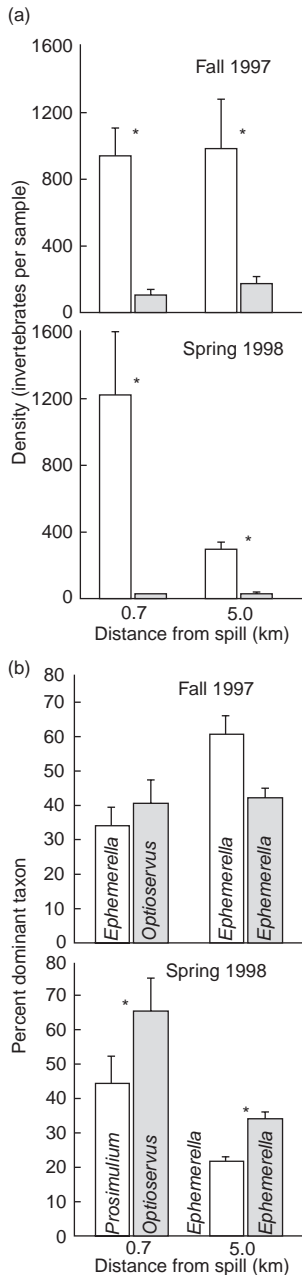 (a)
Fall 1997
1600
1200
800
400
0
*
*
Density (invertebrates per sample)
Spring 1998
1600
1200
800
400
0
*
*
0.7
5.0
Distance from spill (km)
(b)
80
70
60
50
40
30
20
10
0
Fall 1997
Ephemerella
Optioservus
Ephemerella
Ephemerella
Percent dominant taxon
80
70
60
50
40
30
20
10
0
Spring 1998
*
*
Prosimulium
Optioservus
Ephemerella
Ephemerella
0.7
5.0
Distance from spill (km)